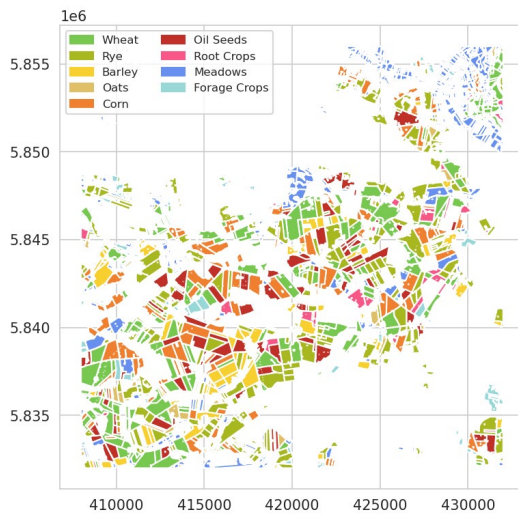 1e6
Wheat
Rye
Barley
Oats
Corn
Oil Seeds
Root Crops
Meadows
Forage Crops
5.855
5.850
5.845
5.840
5.835
410000 415000 420000 425000 430000